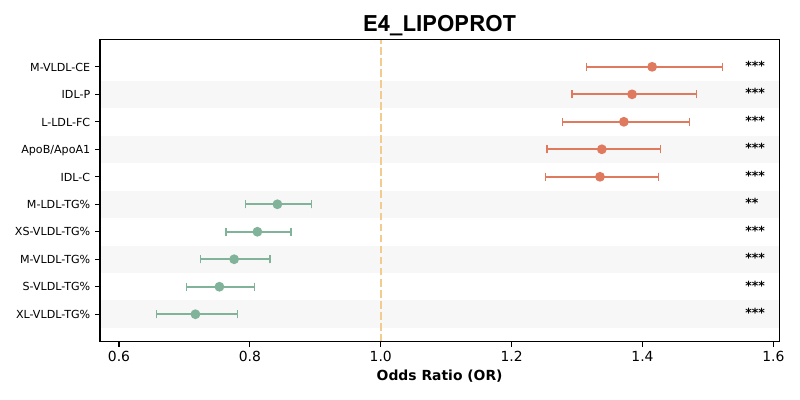 E4_LIPOPROT
M-VLDL-CE ***
IDL-P ***
L-LDL-FC ***
ApoB/ApoA1 ***
IDL-C ***
M-LDL-TG% **
XS-VLDL-TG% ***
M-VLDL-TG% ***
S-VLDL-TG% ***
XL-VLDL-TG% ***
0.6 0.8 1.0 1.2 1.4 1.6
Odds Ratio (OR)